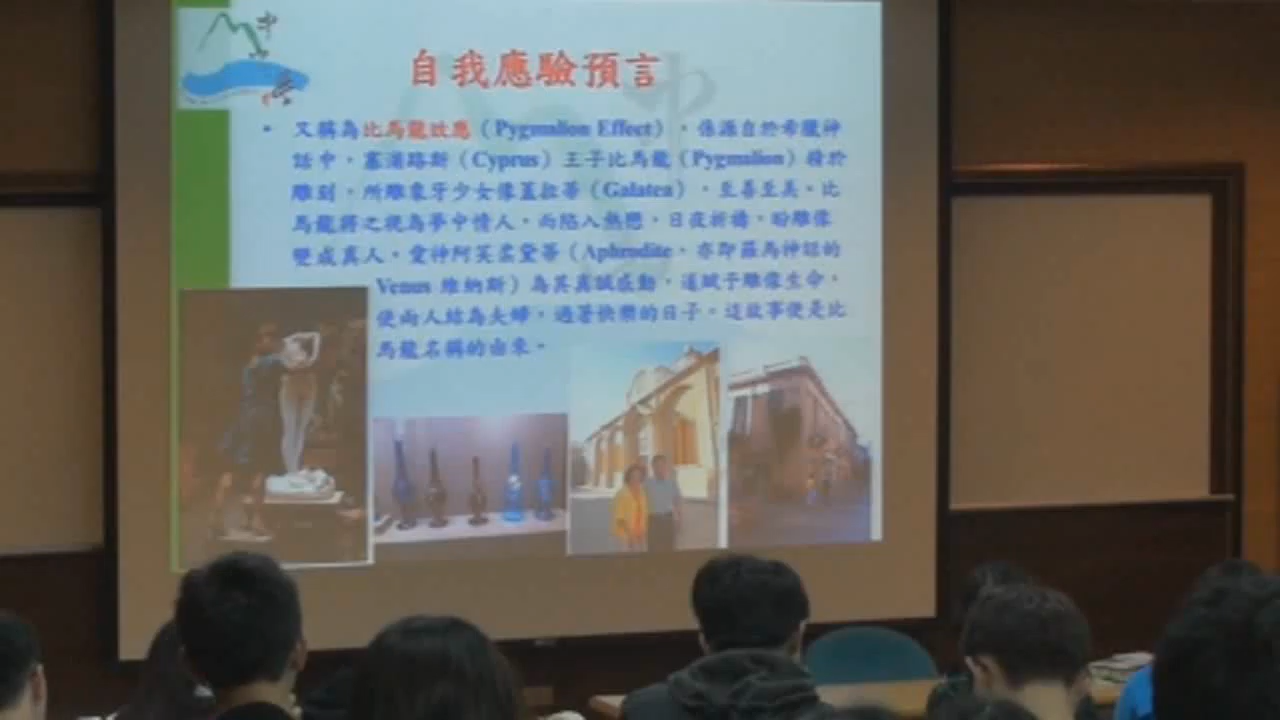 中
央
自我應驗預言
• 又稱為比馬龍效應（Pygmalion Effect），係源自於希臘神
話中，塞浦路斯（Cyprus）王子比馬龍（Pygmalion）精於
雕刻，所雕象牙少女像蓋拉蒂（Galatea），至善至美。比
馬龍將之視為夢中情人，而陷入熱戀，日夜祈禱，盼雕像
變成真人。愛神阿芙柔黛蒂（Aphrodite，亦即羅馬神話的
Venus 維納斯）為其真誠感動，遂賦予雕像生命，
使兩人結為夫婦，過著快樂的日子。這故事便是比
馬龍名稱的由來。